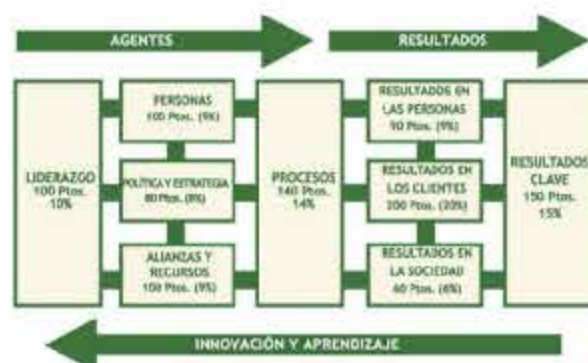 AGENTES
RESULTADOS
LIDERAZGO
100 Ptos.
10%
PERSONAS
100 Ptos. (9%)
POLÍTICA Y ESTRATEGIA
80 Ptos. (8%)
ALIANZAS Y
RECURSOS
100 Ptos. (9%)
PROCESOS
140 Ptos.
14%
RESULTADOS EN
LAS PERSONAS
90 Ptos. (9%)
RESULTADOS EN
LOS CLIENTES
200 Ptos. (20%)
RESULTADOS EN
LA SOCIEDAD
60 Ptos. (6%)
RESULTADOS
CLAVE
150 Ptos.
15%
INNOVACIÓN Y APRENDIZAJE